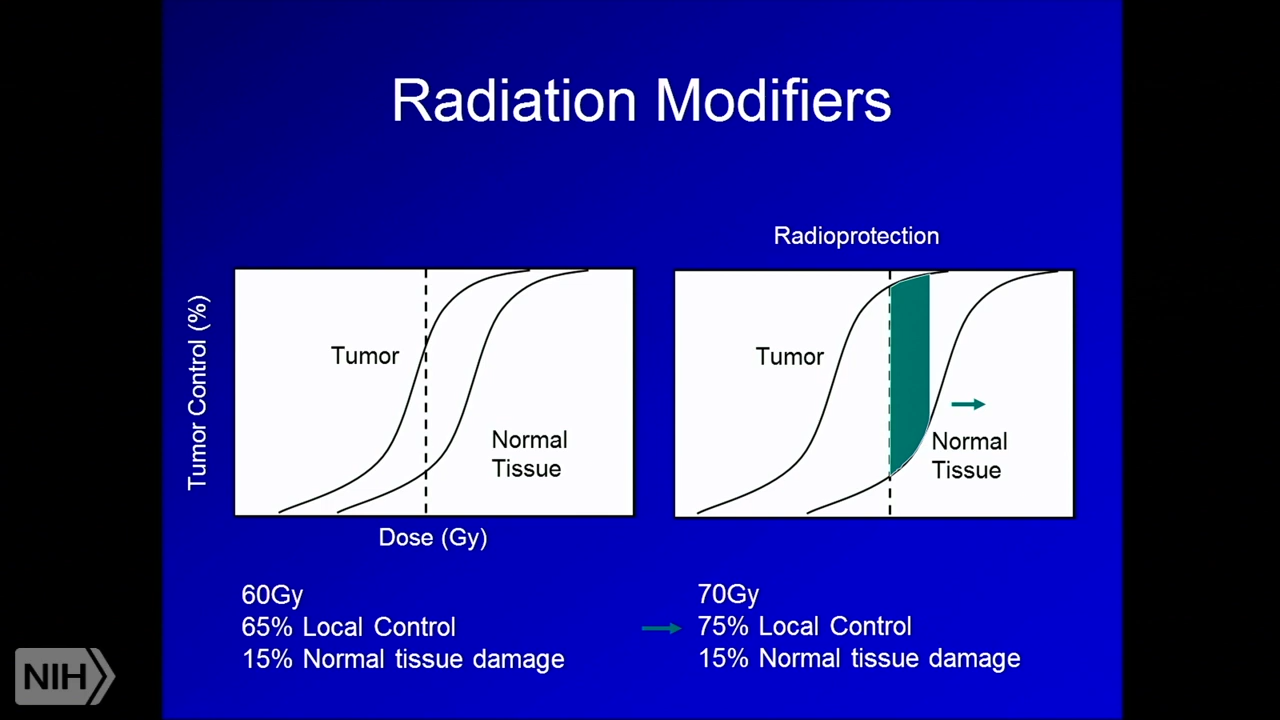 Radiation Modifiers
Radioprotection
Tumor Control (%)
Tumor
Normal
Tissue
Dose (Gy)
Tumor
Normal
Tissue
60Gy
65% Local Control
15% Normal tissue damage
70Gy
75% Local Control
15% Normal tissue damage
NIH